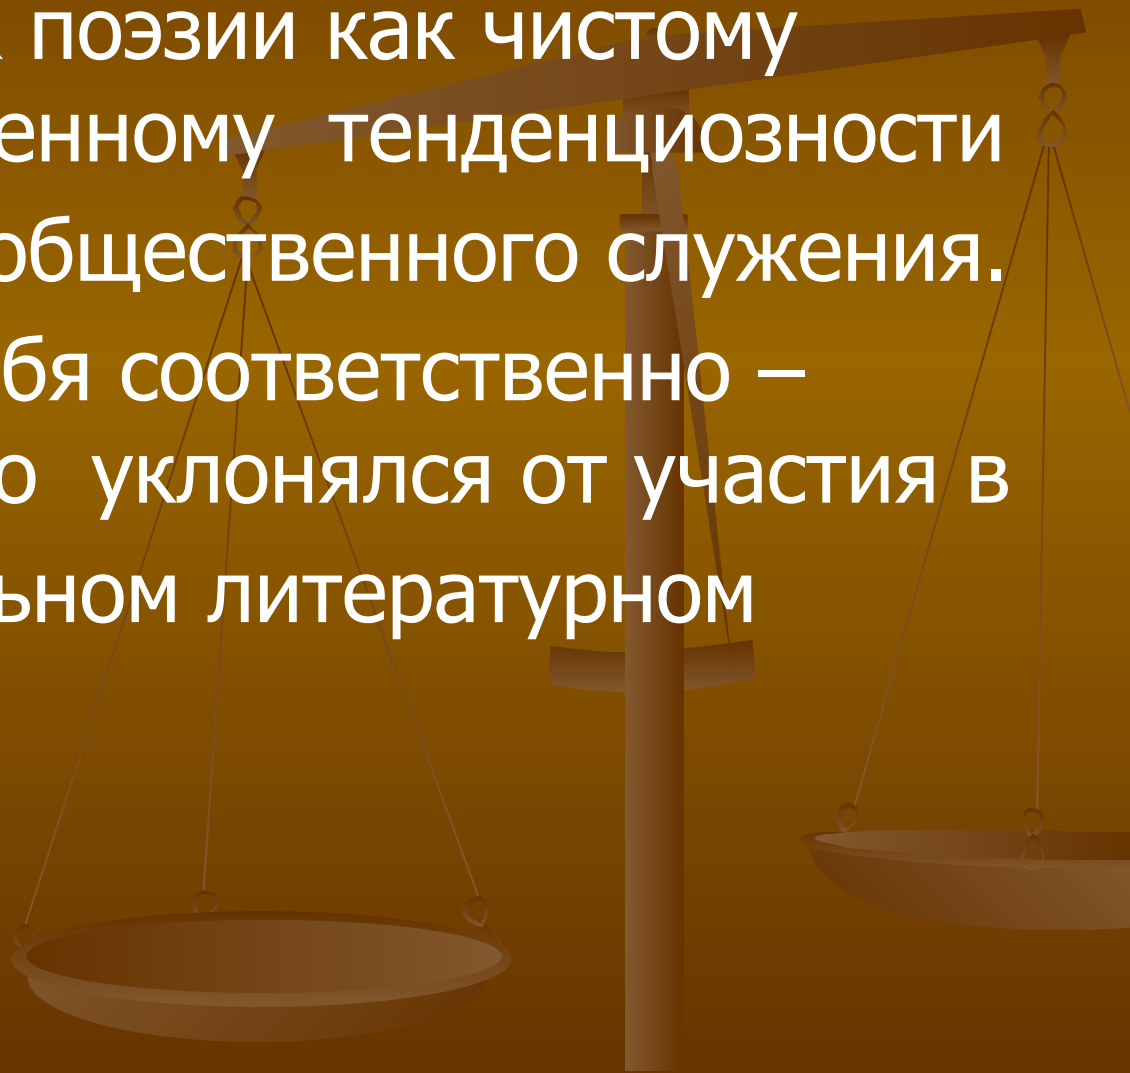 поэзии как чистому
енному тенденциозности
общественного служения.
бя соответственно –
о уклонялся от участия в
ьном литературном